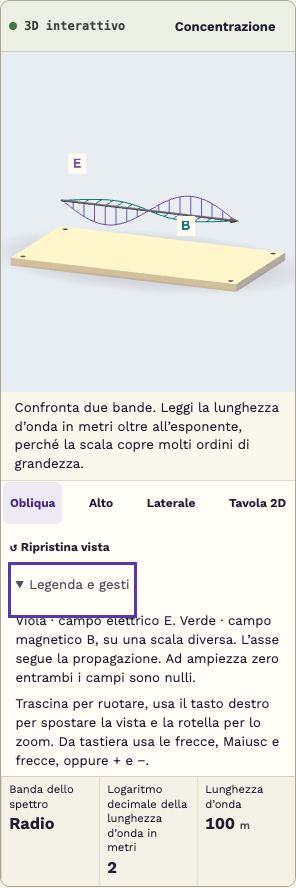 3D interattivo
Concentrazione
E
B
Confronta due bande. Leggi la lunghezza
d’onda in metri oltre all’esponente,
perché la scala copre molti ordini di
grandezza.
Obliqua Alto Laterale Tavola 2D
↺ Ripristina vista
▼ Legenda e gesti
Viola · campo elettrico E. Verde · campo
magnetico B, su una scala diversa. L’asse
segue la propagazione. Ad ampiezza zero
entrambi i campi sono nulli.
Trascina per ruotare, usa il tasto destro
per spostare la vista e la rotella per lo
zoom. Da tastiera usa le frecce, Maiusc e
frecce, oppure + e −.
Banda dello
spettro
Radio
Logaritmo
decimale della
lunghezza
d’onda in
metri
2
Lunghezza
d’onda
100 m